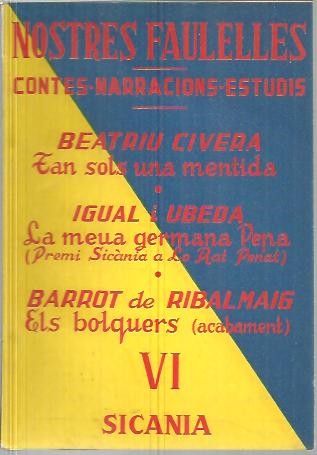 NOSTRES FAULELLES
CONTES-NARRACIONS-ESTUDIS
BEATRIU CIVERA
Tan sols una mentida
•
IGUAL i UBEDA
La meua germana Pepa
(Premi Sicània a Lo Rat Penat)
•
BARROT de RIBALMAIG
Els bolquers (acabament)
VI
SICANIA